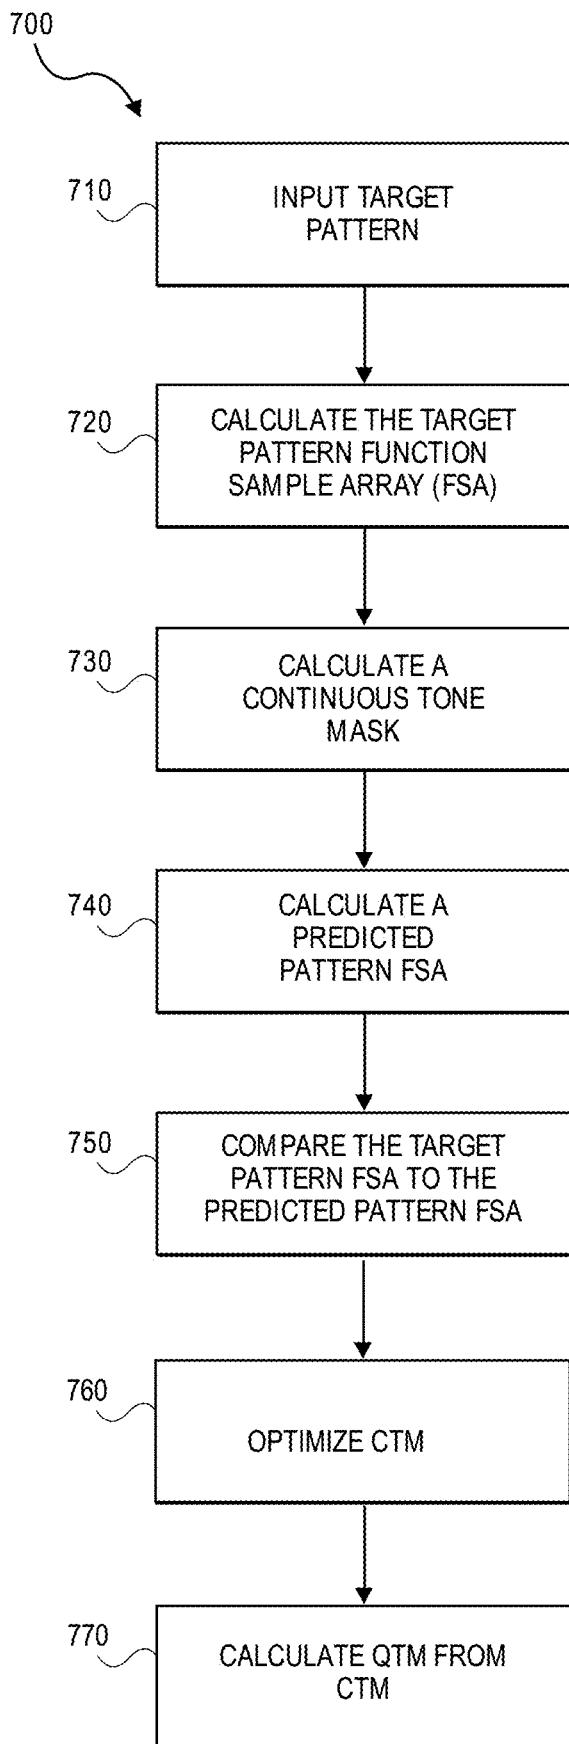 700
710
INPUT TARGET
PATTERN
720
CALCULATE THE TARGET
PATTERN FUNCTION
SAMPLE ARRAY (FSA)
730
CALCULATE A
CONTINUOUS TONE
MASK
740
CALCULATE A
PREDICTED
PATTERN FSA
750
COMPARE THE TARGET
PATTERN FSA TO THE
PREDICTED PATTERN FSA
760
OPTIMIZE CTM
770
CALCULATE QTM FROM
CTM